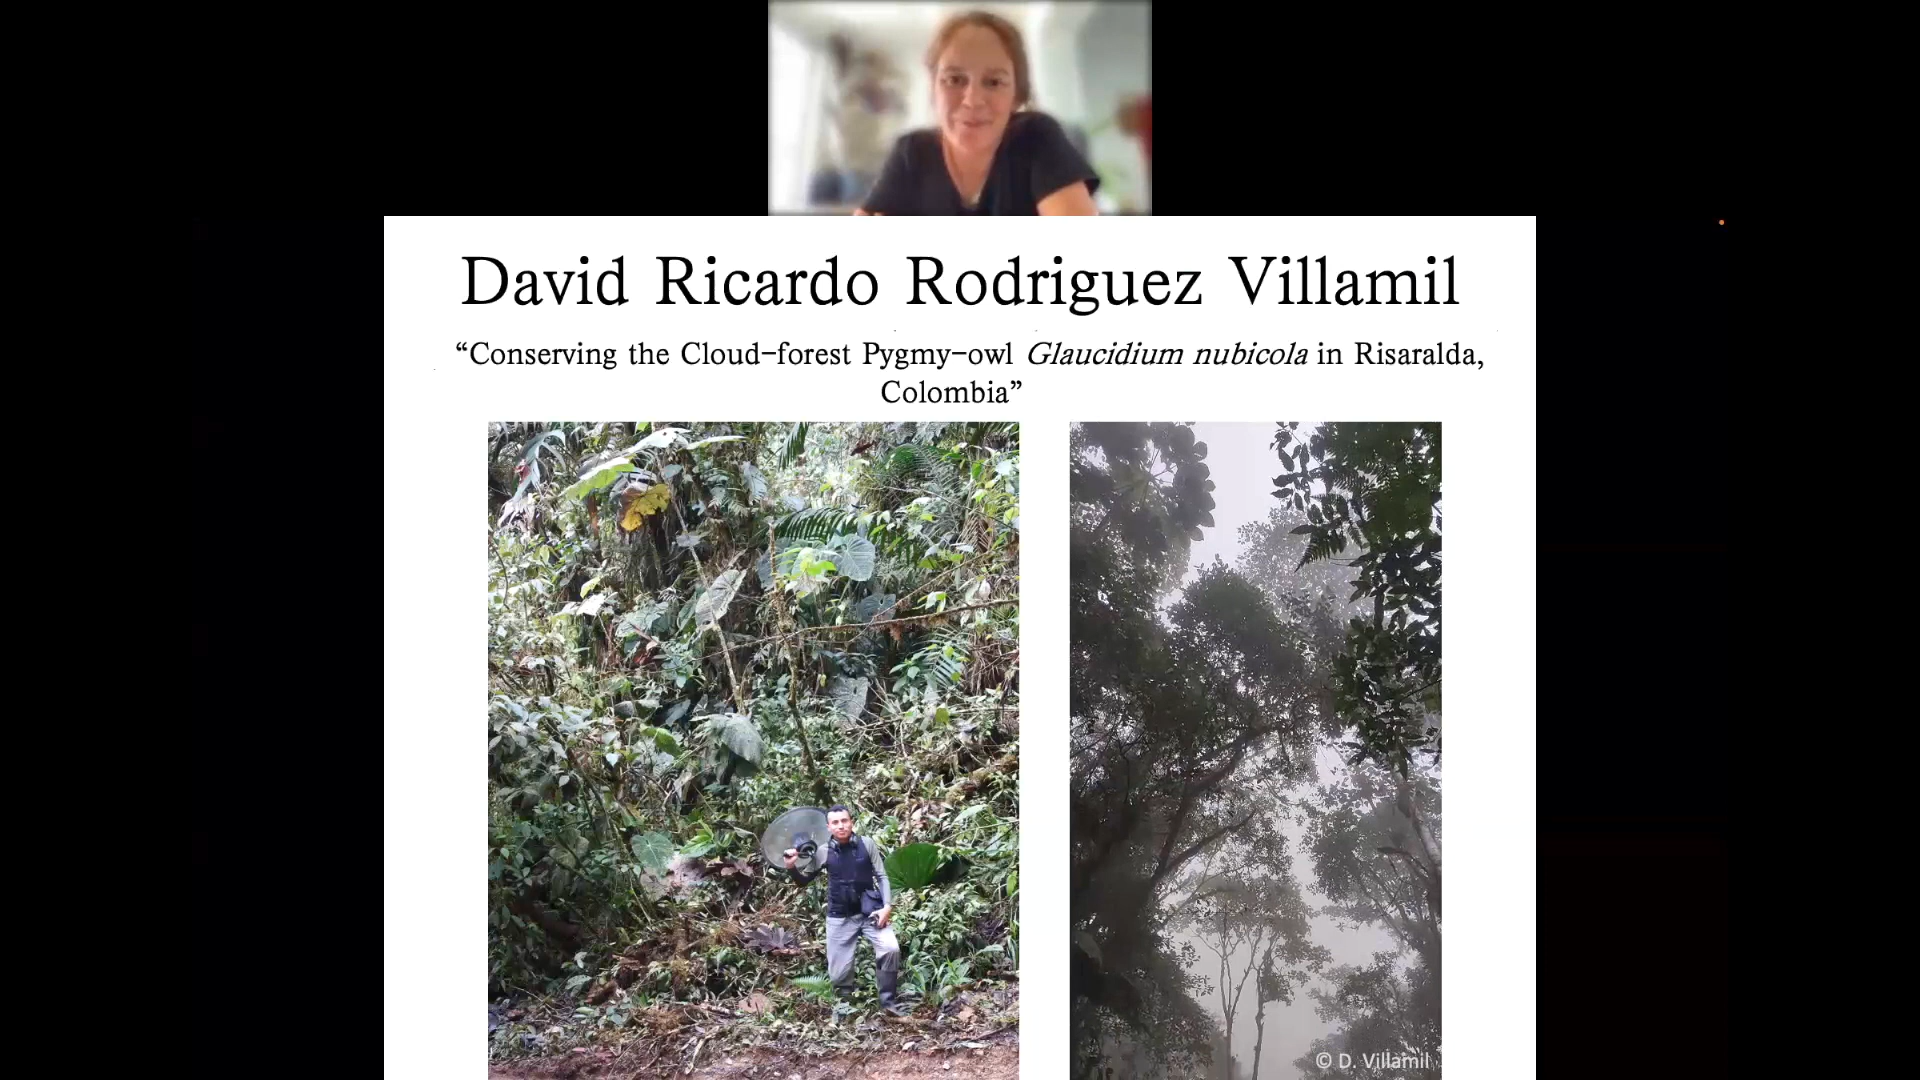 David Ricardo Rodriguez Villamil
“Conserving the Cloud-forest Pygmy-owl Glaucidium nubicola in Risaralda,
Colombia”
© D. Villamil